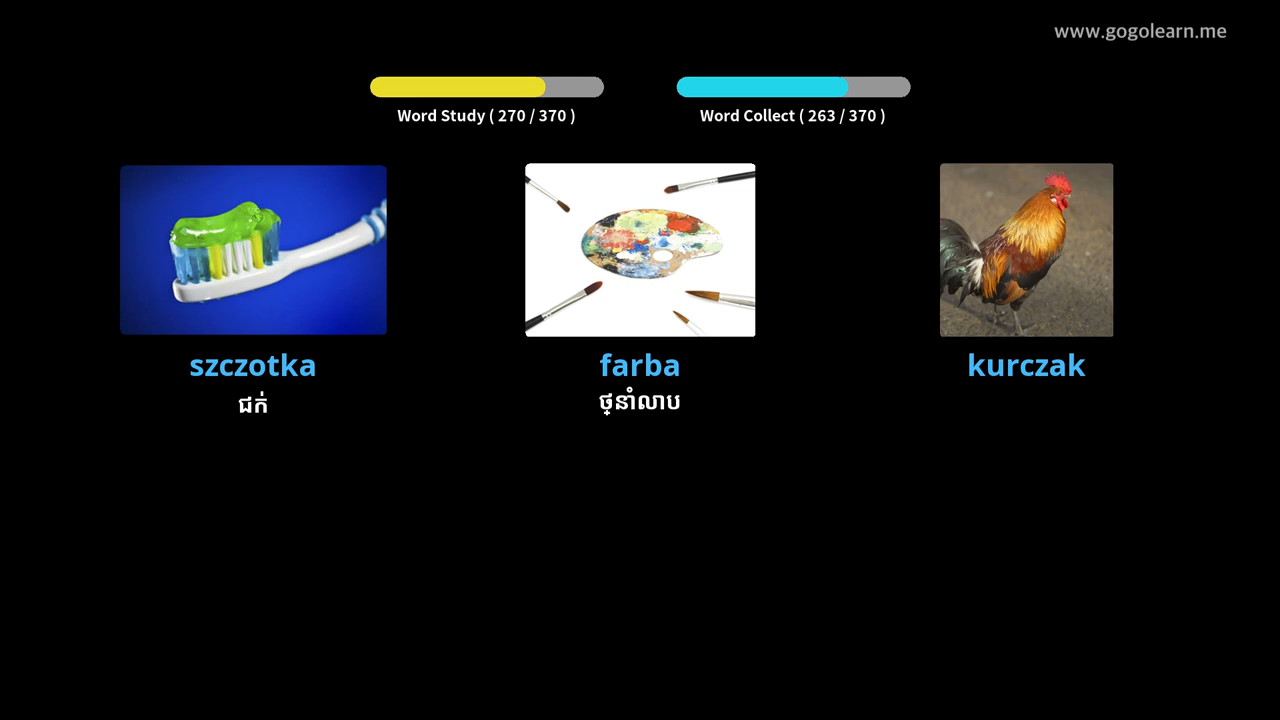 www.gogolearn.me
Word Study ( 270 / 370 )
Word Collect ( 263 / 370 )
szczotka
ជក់
farba
ថ្នាំលាប
kurczak